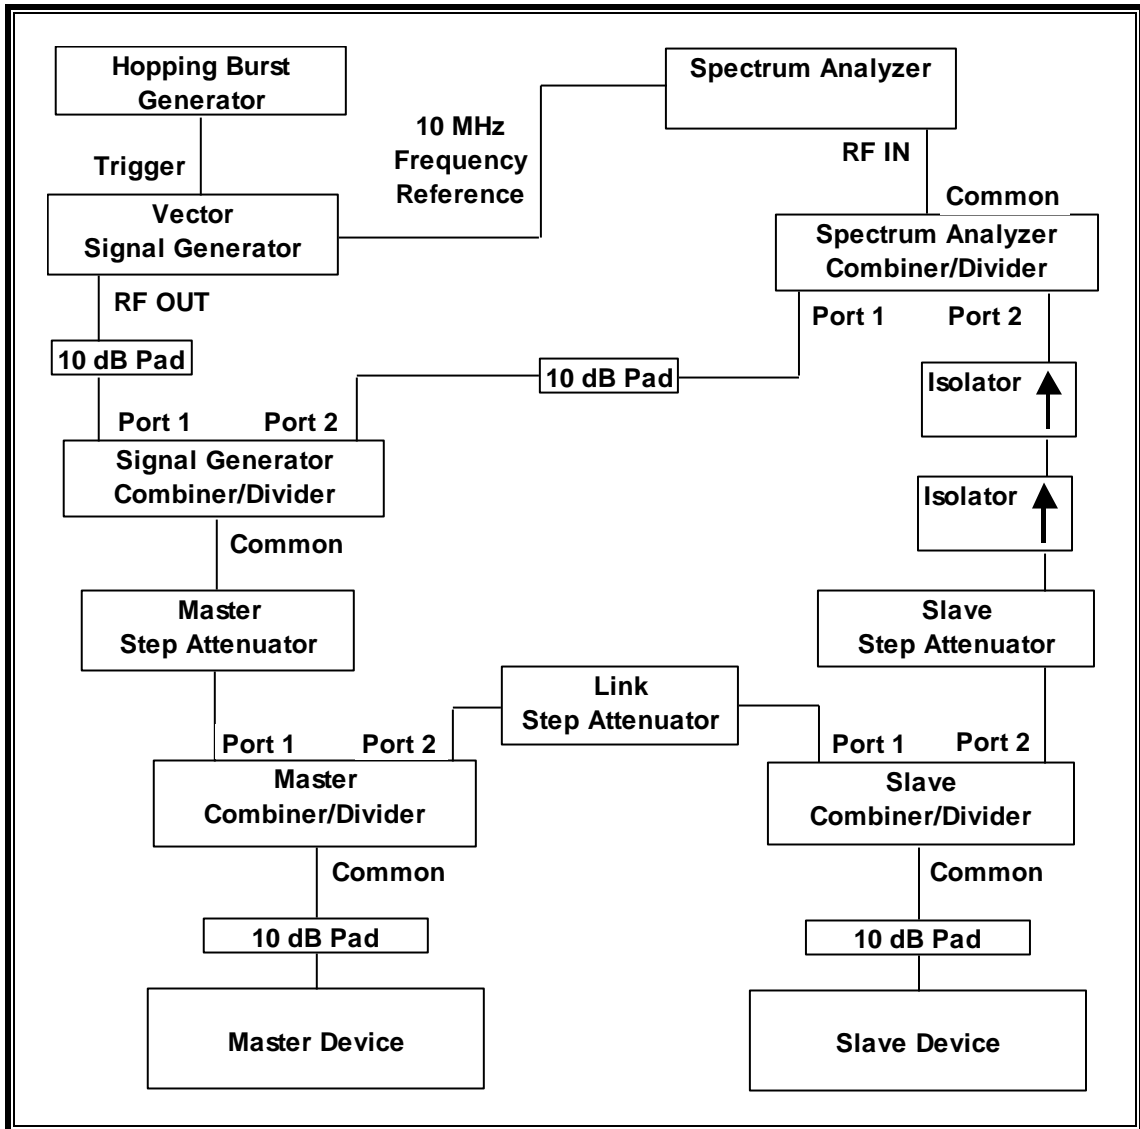 Hopping Burst
Generator
Spectrum Analyzer
10 MHz
Frequency
Reference
Trigger
RF IN
Vector
Signal Generator
Common
Spectrum Analyzer
Combiner/Divider
RF OUT
Port 1
Port 2
10 dB Pad
10 dB Pad
Isolator
Port 1
Port 2
Signal Generator
Combiner/Divider
Isolator
Common
Master
Step Attenuator
Slave
Step Attenuator
Link
Step Attenuator
Port 1
Port 2
Port 1
Port 2
Master
Combiner/Divider
Slave
Combiner/Divider
Common
Common
10 dB Pad
10 dB Pad
Master Device
Slave Device